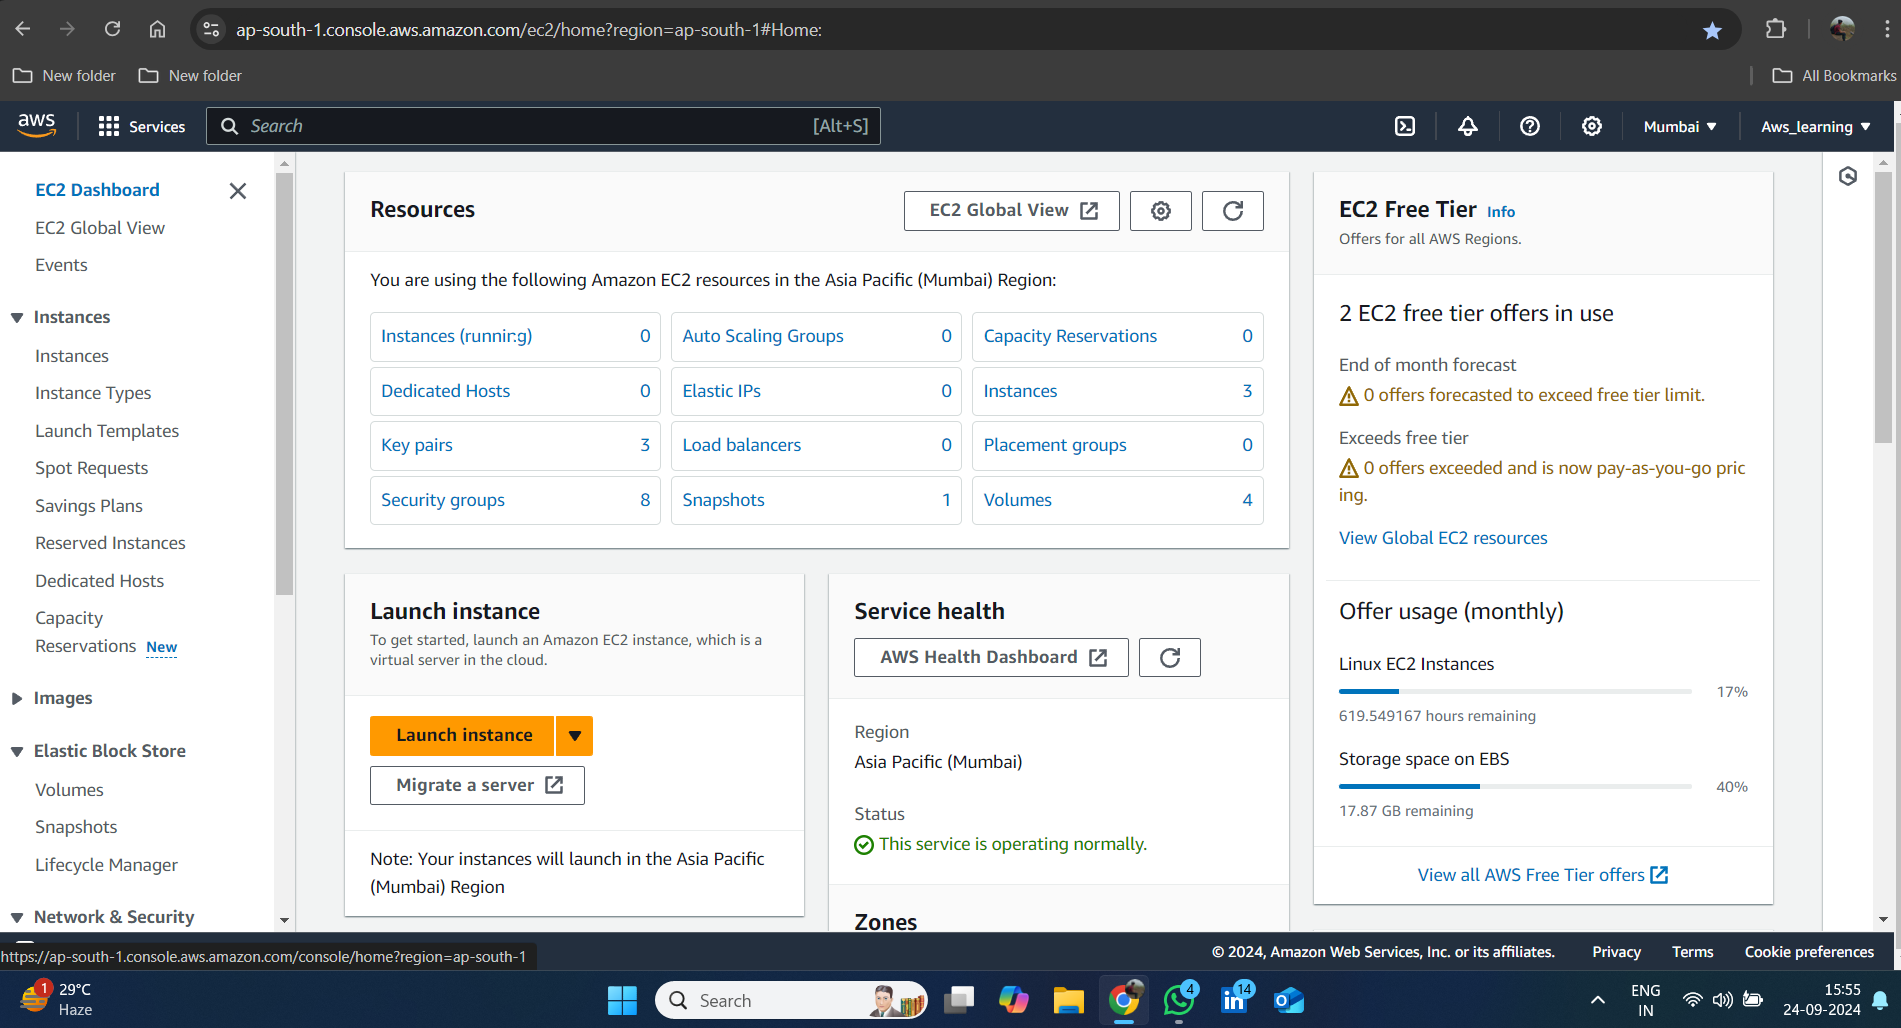 ap-south-1.console.aws.amazon.com/ec2/home?region=ap-south-1#Home:
New folder
New folder
All Bookmarks
aws
Services
Search
[Alt+S]
Mumbai
Aws_learning
EC2 Dashboard
EC2 Global View
Events
Instances
Instances
Instance Types
Launch Templates
Spot Requests
Savings Plans
Reserved Instances
Dedicated Hosts
Capacity
Reservations New
Images
Elastic Block Store
Volumes
Snapshots
Lifecycle Manager
Network & Security
Resources
EC2 Global View
You are using the following Amazon EC2 resources in the Asia Pacific (Mumbai) Region:
Instances (running) 0
Auto Scaling Groups 0
Capacity Reservations 0
Dedicated Hosts 0
Elastic IPs 0
Instances 3
Key pairs 3
Load balancers 0
Placement groups 0
Security groups 8
Snapshots 1
Volumes 4
Launch instance
To get started, launch an Amazon EC2 instance, which is a
virtual server in the cloud.
Launch instance
Migrate a server
Note: Your instances will launch in the Asia Pacific
(Mumbai) Region
Service health
AWS Health Dashboard
Region
Asia Pacific (Mumbai)
Status
This service is operating normally.
Zones
EC2 Free Tier Info
Offers for all AWS Regions.
2 EC2 free tier offers in use
End of month forecast
0 offers forecasted to exceed free tier limit.
Exceeds free tier
0 offers exceeded and is now pay-as-you-go pric
ing.
View Global EC2 resources
Offer usage (monthly)
Linux EC2 Instances
17%
619.549167 hours remaining
Storage space on EBS
40%
17.87 GB remaining
View all AWS Free Tier offers
https://ap-south-1.console.aws.amazon.com/console/home?region=ap-south-1
© 2024, Amazon Web Services, Inc. or its affiliates.
Privacy
Terms
Cookie preferences
1
29°C
Haze
Search
4
in
14
ENG
IN
15:55
24-09-2024